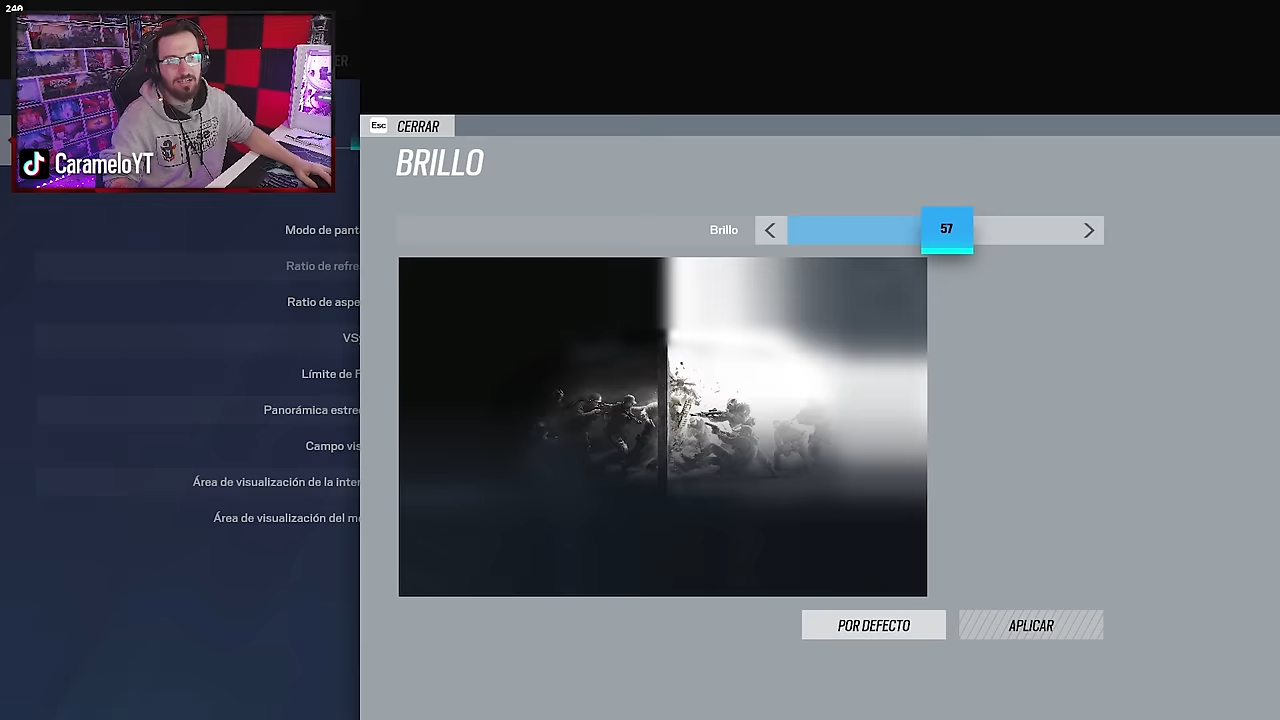 240
ER
CarameloYT
Esc CERRAR
BRILLO
Brillo 57
Modo de pant
Ratio de refre
Ratio de aspe
VS
Límite de F
Panorámica estre
Campo vis
Área de visualización de la inter
Área de visualización del m
POR DEFECTO
APLICAR